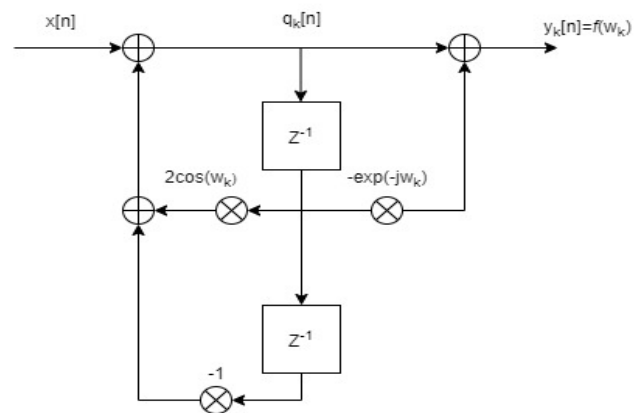 x[n]
qₖ[n]
yₖ[n]=f(wₖ)
Z⁻¹
2cos(wₖ)
-exp(-jwₖ)
Z⁻¹
-1